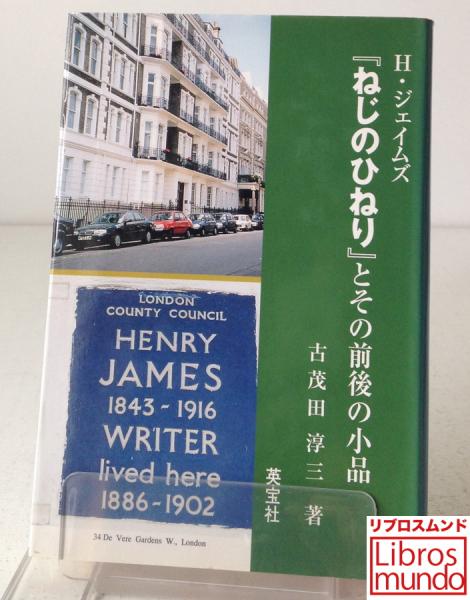 H・ジェイムズ
『ねじのひねり』とその前後の小品
古茂田 淳三 著
英宝社
LONDON
COUNTY COUNCIL
HENRY
JAMES
1843 - 1916
WRITER
lived here
1886 - 1902
34 De Vere Gardens W., London
リブロスムンド
Libros
mundo